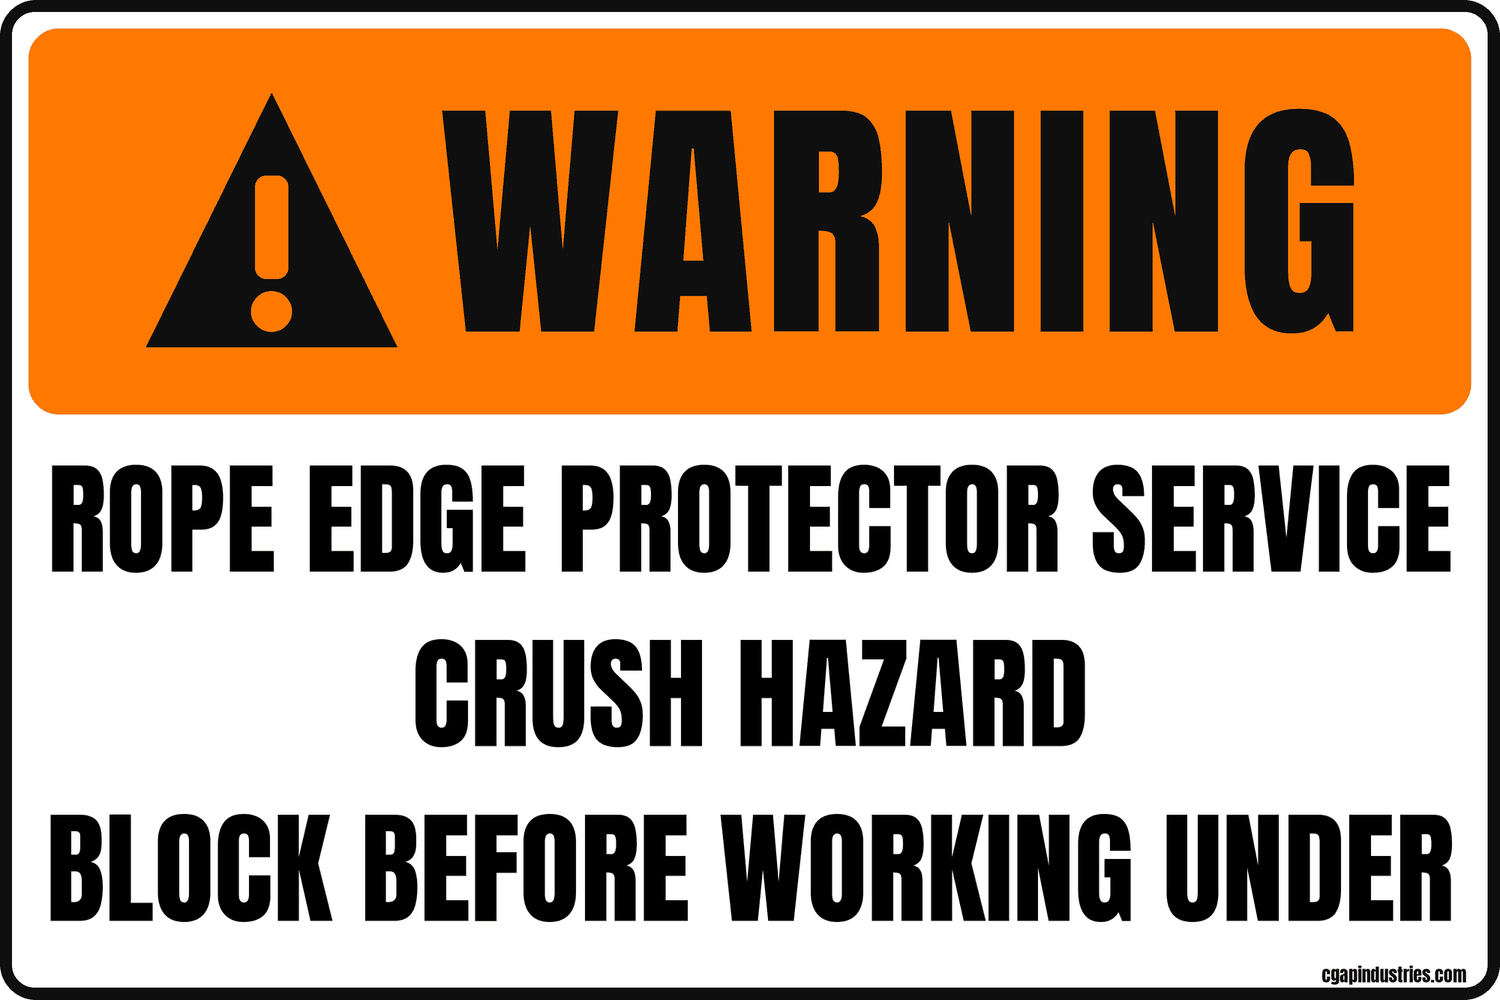 WARNING
ROPE EDGE PROTECTOR SERVICE
CRUSH HAZARD
BLOCK BEFORE WORKING UNDER
cgapindustries.com